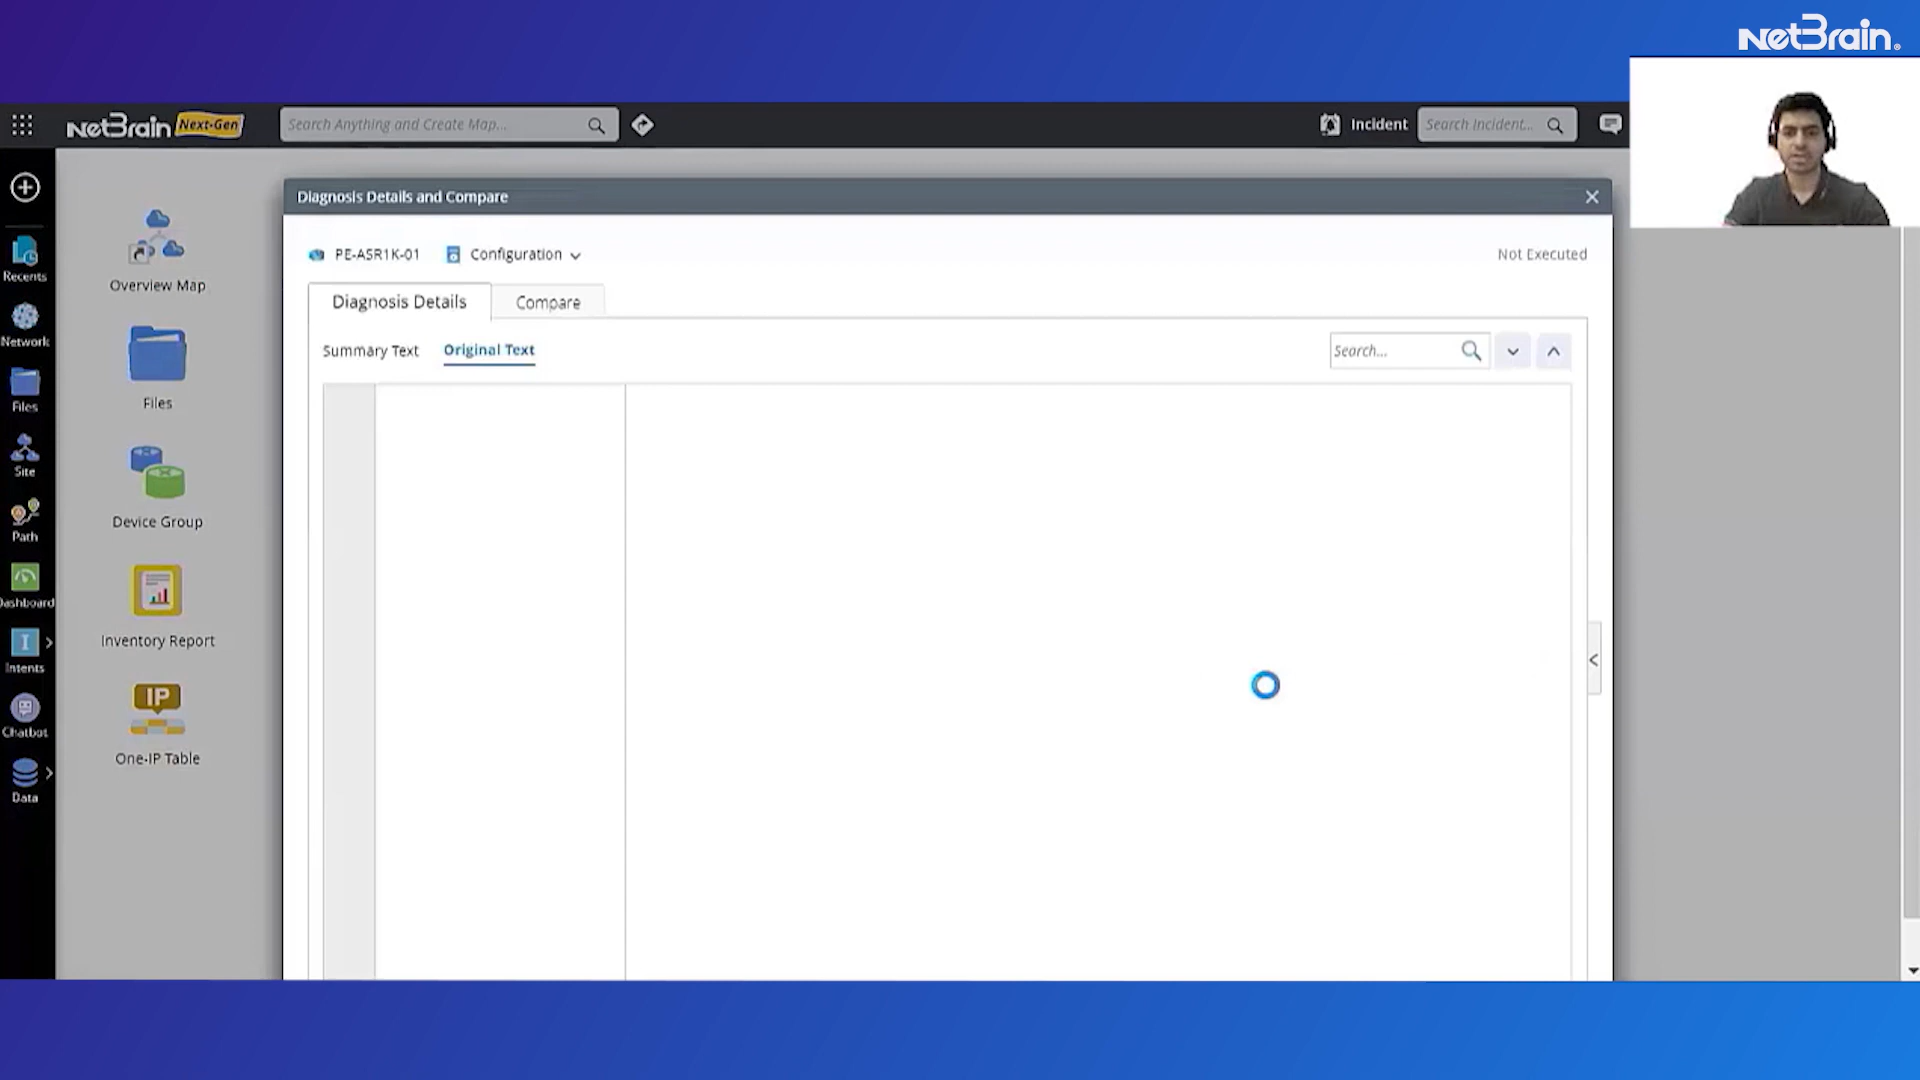 NetBrain
NetBrain Next-Gen
Search Anything and Create Map...
Incident
Search Incident...
Diagnosis Details and Compare
PE-ASR1K-01
Configuration
Not Executed
Diagnosis Details
Compare
Summary Text
Original Text
Search...
Recents
Network
Files
Site
Path
Dashboard
Intents
Chatbot
Data
Overview Map
Files
Device Group
Inventory Report
IP
One-IP Table